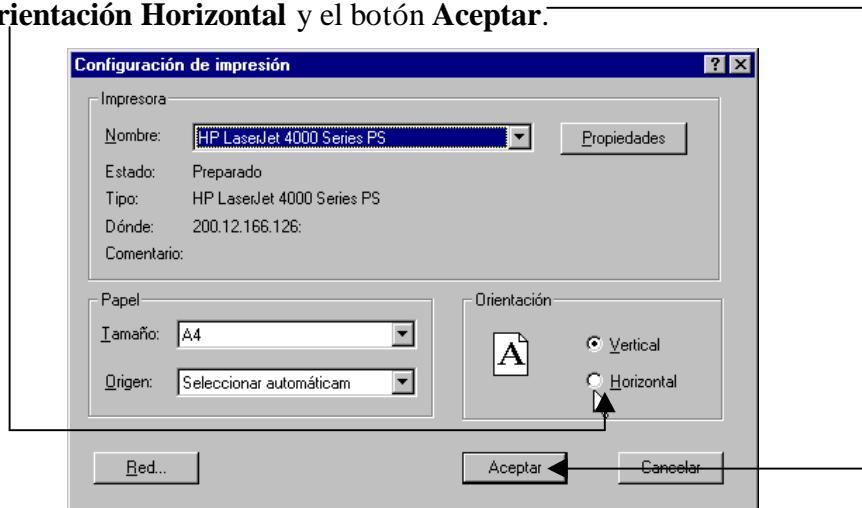 rientación Horizontal y el botón Aceptar.
Configuración de impresión
Impresora
Nombre: HP LaserJet 4000 Series PS
Propiedades
Estado: Preparado
Tipo: HP LaserJet 4000 Series PS
Dónde: 200.12.166.126:
Comentario:
Papel
Tamaño: A4
Origen: Seleccionar automáticam
Orientación
A
Vertical
Horizontal
Red... Aceptar Cancelar